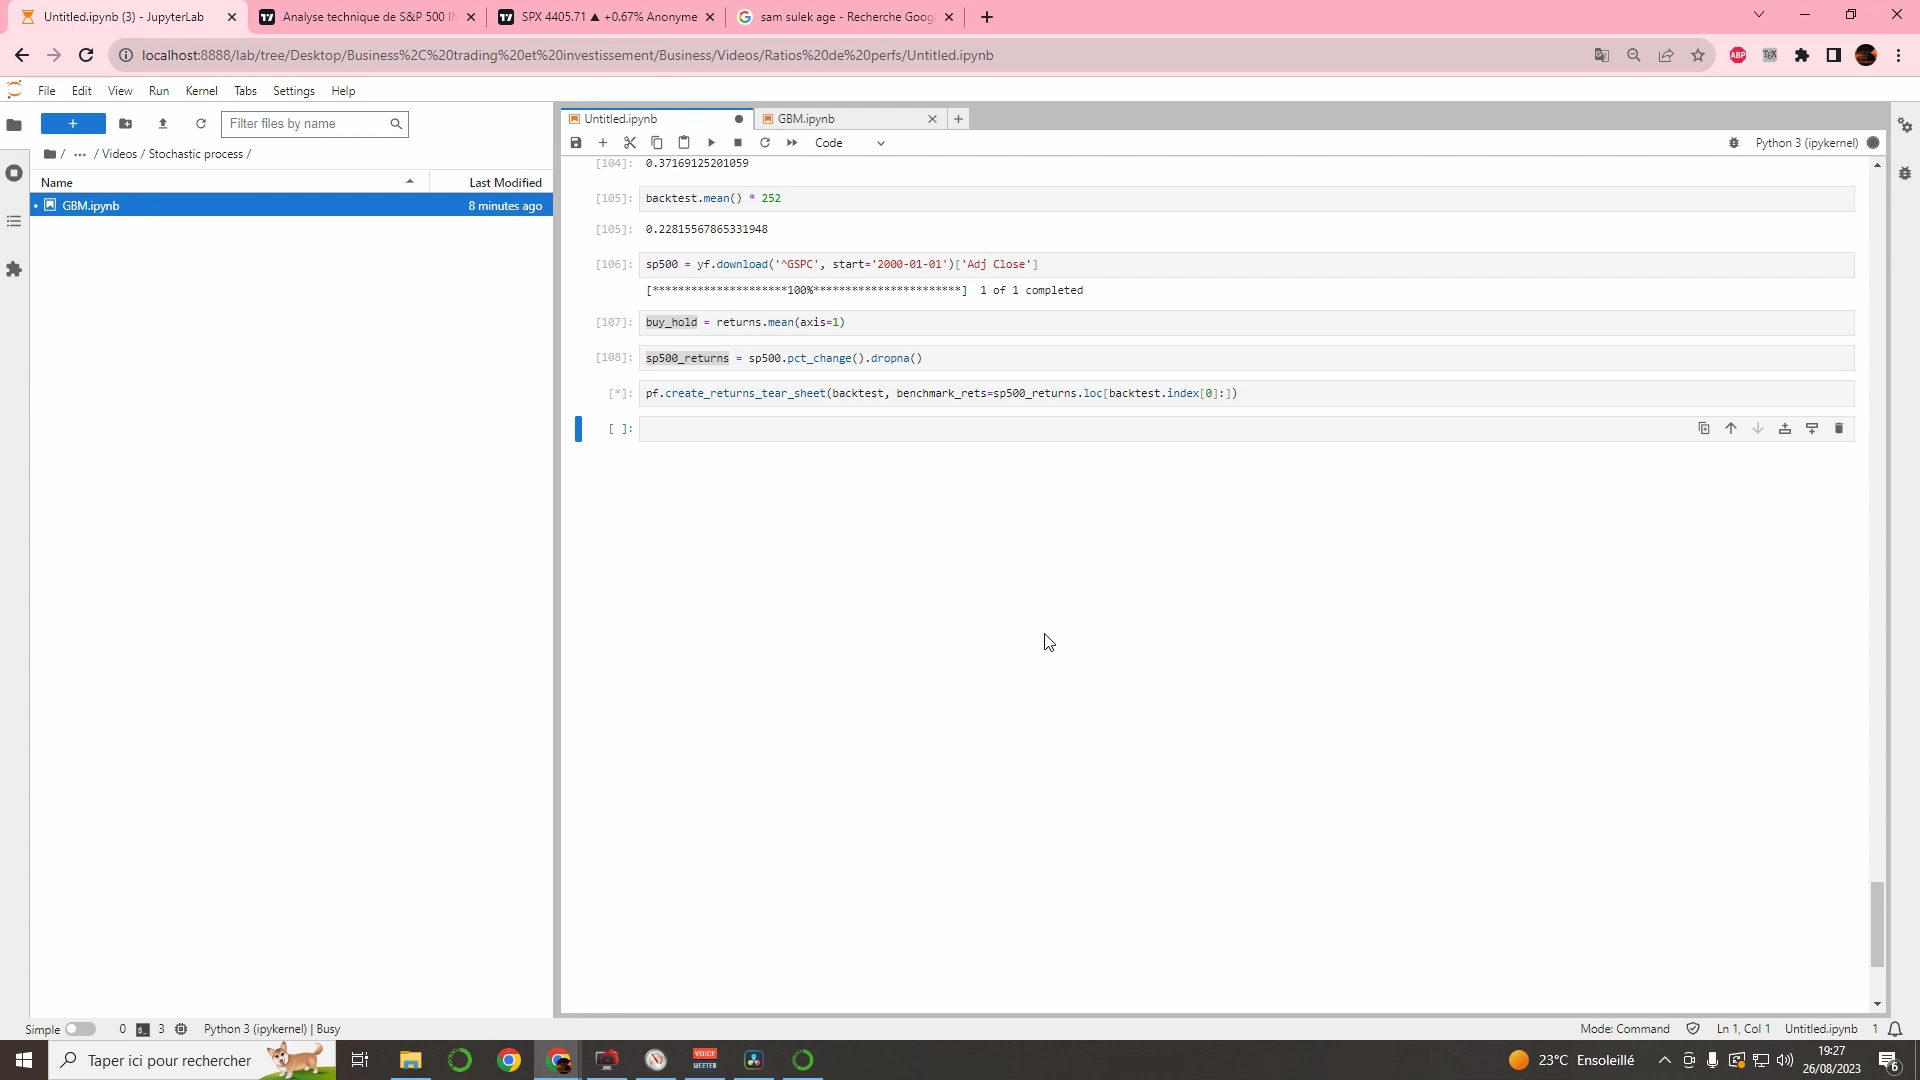 Untitled.ipynb (3) - JupyterLab
Analyse technique de S&P 500 IN
SPX 4405.71 ▲ +0.67% Anonyme
sam sulek age - Recherche Goog
localhost:8888/lab/tree/Desktop/Business%2C%20trading%20et%20investissement/Business/Videos/Ratios%20de%20perfs/Untitled.ipynb
ABP
File Edit View Run Kernel Tabs Settings Help
Filter files by name
/ ... / Videos / Stochastic process /
Name
Last Modified
GBM.ipynb
8 minutes ago
Untitled.ipynb
GBM.ipynb
Code
Python 3 (ipykernel)
[104]: 0.37169125201059
[105]: backtest.mean() * 252
[105]: 0.22815567865331948
[106]: sp500 = yf.download('^GSPC', start='2000-01-01')['Adj Close']
[*********************100%***********************] 1 of 1 completed
[107]: buy_hold = returns.mean(axis=1)
[108]: sp500_returns = sp500.pct_change().dropna()
[*]: pf.create_returns_tear_sheet(backtest, benchmark_rets=sp500_returns.loc[backtest.index[0]:])
[ ]:
Simple
0
3
Python 3 (ipykernel) | Busy
Mode: Command
Ln 1, Col 1
Untitled.ipynb
1
Taper ici pour rechercher
VOICE
MEETER
23°C Ensoleillé
19:27
26/08/2023
6